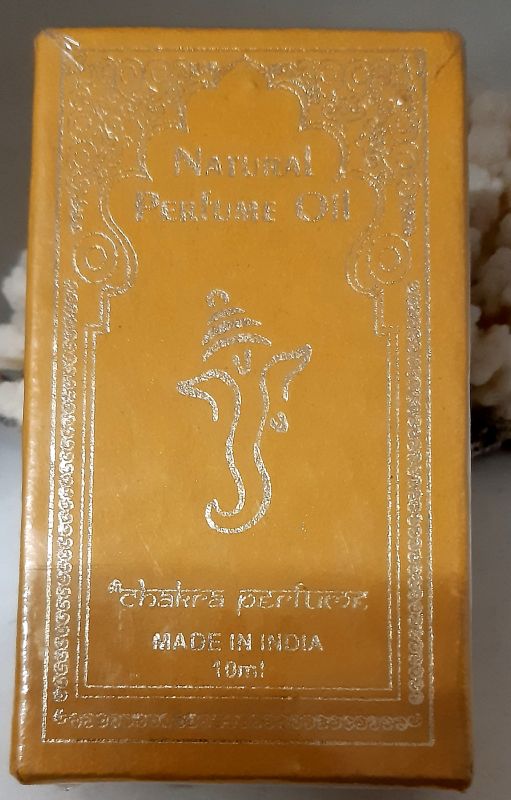 Natural
Perfume Oil
श्री chakra perfume
MADE IN INDIA
10ml